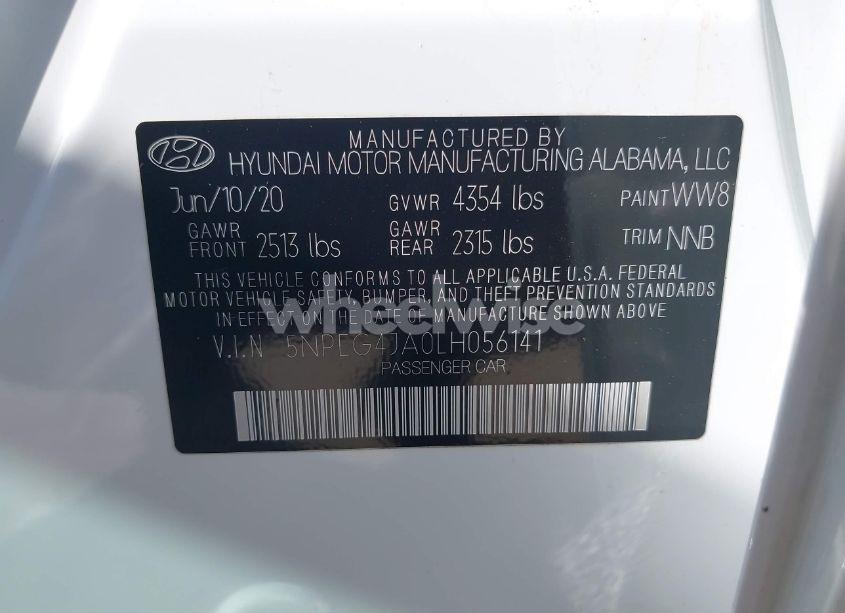 MANUFACTURED BY
HYUNDAI MOTOR MANUFACTURING ALABAMA, LLC
Jun/10/20 GVWR 4354 lbs PAINT WW8
GAWR FRONT 2513 lbs GAWR REAR 2315 lbs TRIM NNB
THIS VEHICLE CONFORMS TO ALL APPLICABLE U.S.A. FEDERAL
MOTOR VEHICLE SAFETY, BUMPER, AND THEFT PREVENTION STANDARDS
IN EFFECT ON THE DATE OF MANUFACTURE SHOWN ABOVE
wheelwise
V.I.N 5NPEG4JA0LH056141
PASSENGER CAR